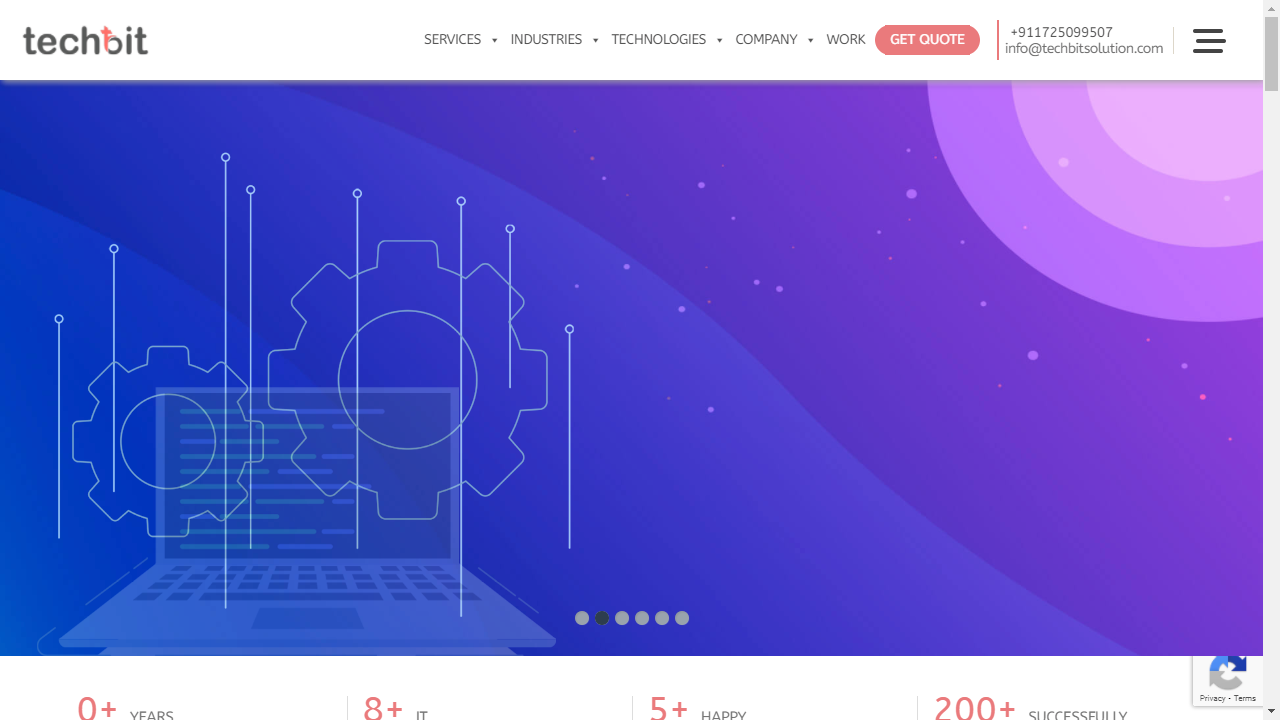 techbit
SERVICES INDUSTRIES TECHNOLOGIES COMPANY WORK GET QUOTE
+911725099507
info@techbitsolution.com
Privacy - Terms
0+ YEARS 8+ IT 5+ HAPPY 200+ SUCCESSFULLY